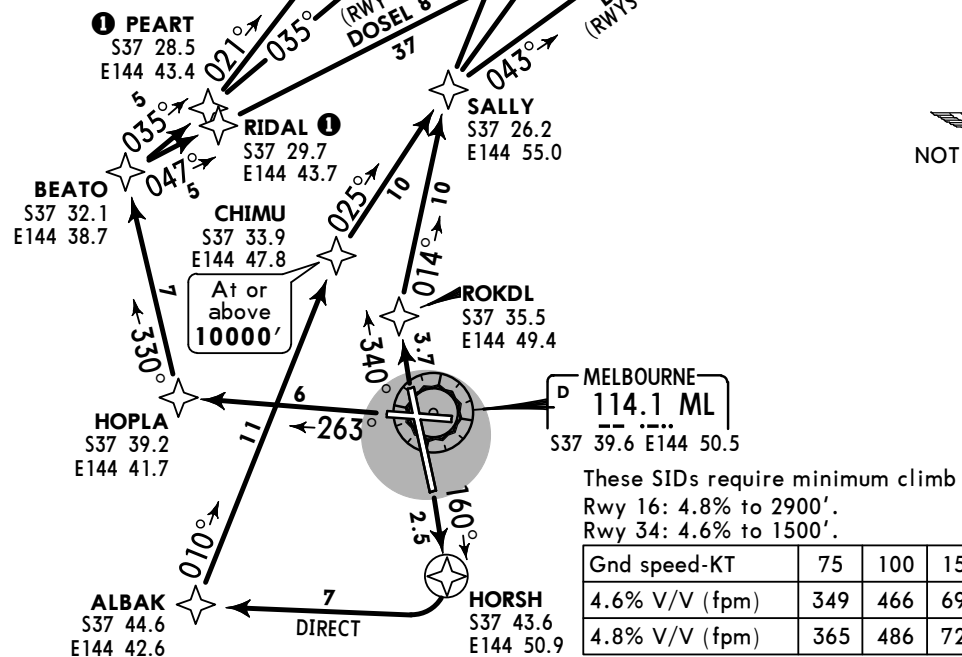 ❶ PEART
S37 28.5
E144 43.4
021°
035°
(RWY
DOSEL 8
37
043°
(RWYS
SALLY
S37 26.2
E144 55.0
NOT
5
035°
RIDAL ❶
S37 29.7
E144 43.7
047°
5
BEATO
S37 32.1
E144 38.7
CHIMU
S37 33.9
E144 47.8
At or
above
10000'
025°
10
10
014°
ROKDL
S37 35.5
E144 49.4
7
330°
340°
3.7
HOPLA
S37 39.2
E144 41.7
6
263°
MELBOURNE
D 114.1 ML
S37 39.6 E144 50.5
11
010°
160°
2.5
These SIDs require minimum climb
Rwy 16: 4.8% to 2900'.
Rwy 34: 4.6% to 1500'.
Gnd speed-KT 75 100 15
4.6% V/V (fpm) 349 466 69
4.8% V/V (fpm) 365 486 72
ALBAK
S37 44.6
E144 42.6
7
DIRECT
HORSH
S37 43.6
E144 50.9